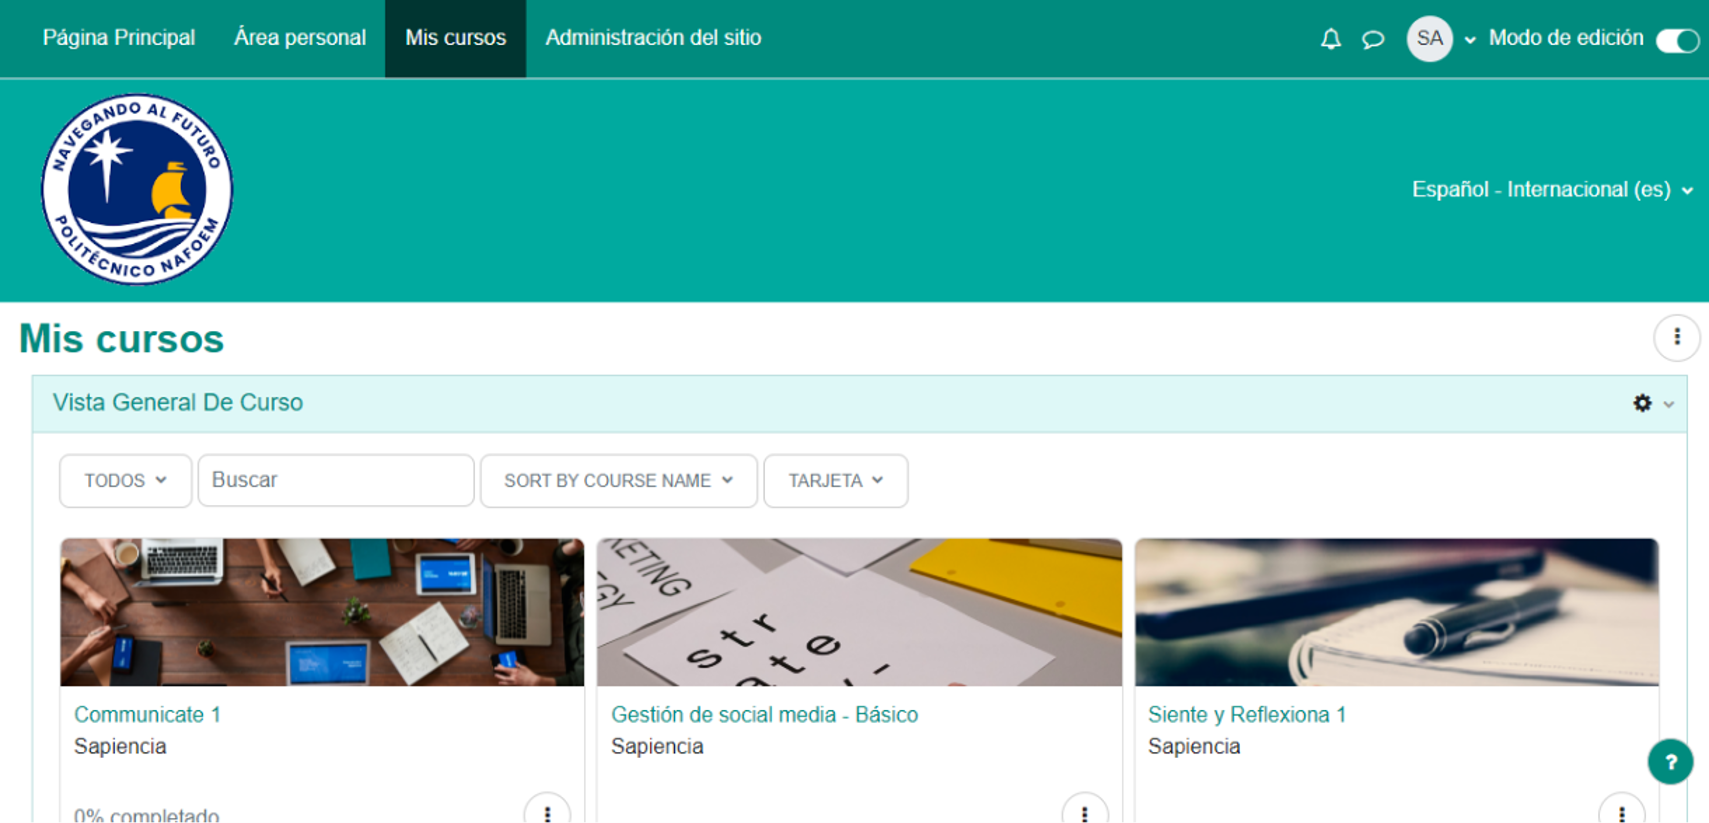 Página Principal Área personal Mis cursos Administración del sitio SA Modo de edición
NAVEGANDO AL FUTURO
POLITÉCNICO NAFOEM
Español - Internacional (es)
Mis cursos
Vista General De Curso
TODOS Buscar SORT BY COURSE NAME TARJETA
KETING
EGY
str
ate
Communicate 1 Gestión de social media - Básico Siente y Reflexiona 1
Sapiencia Sapiencia Sapiencia
?
0% completado